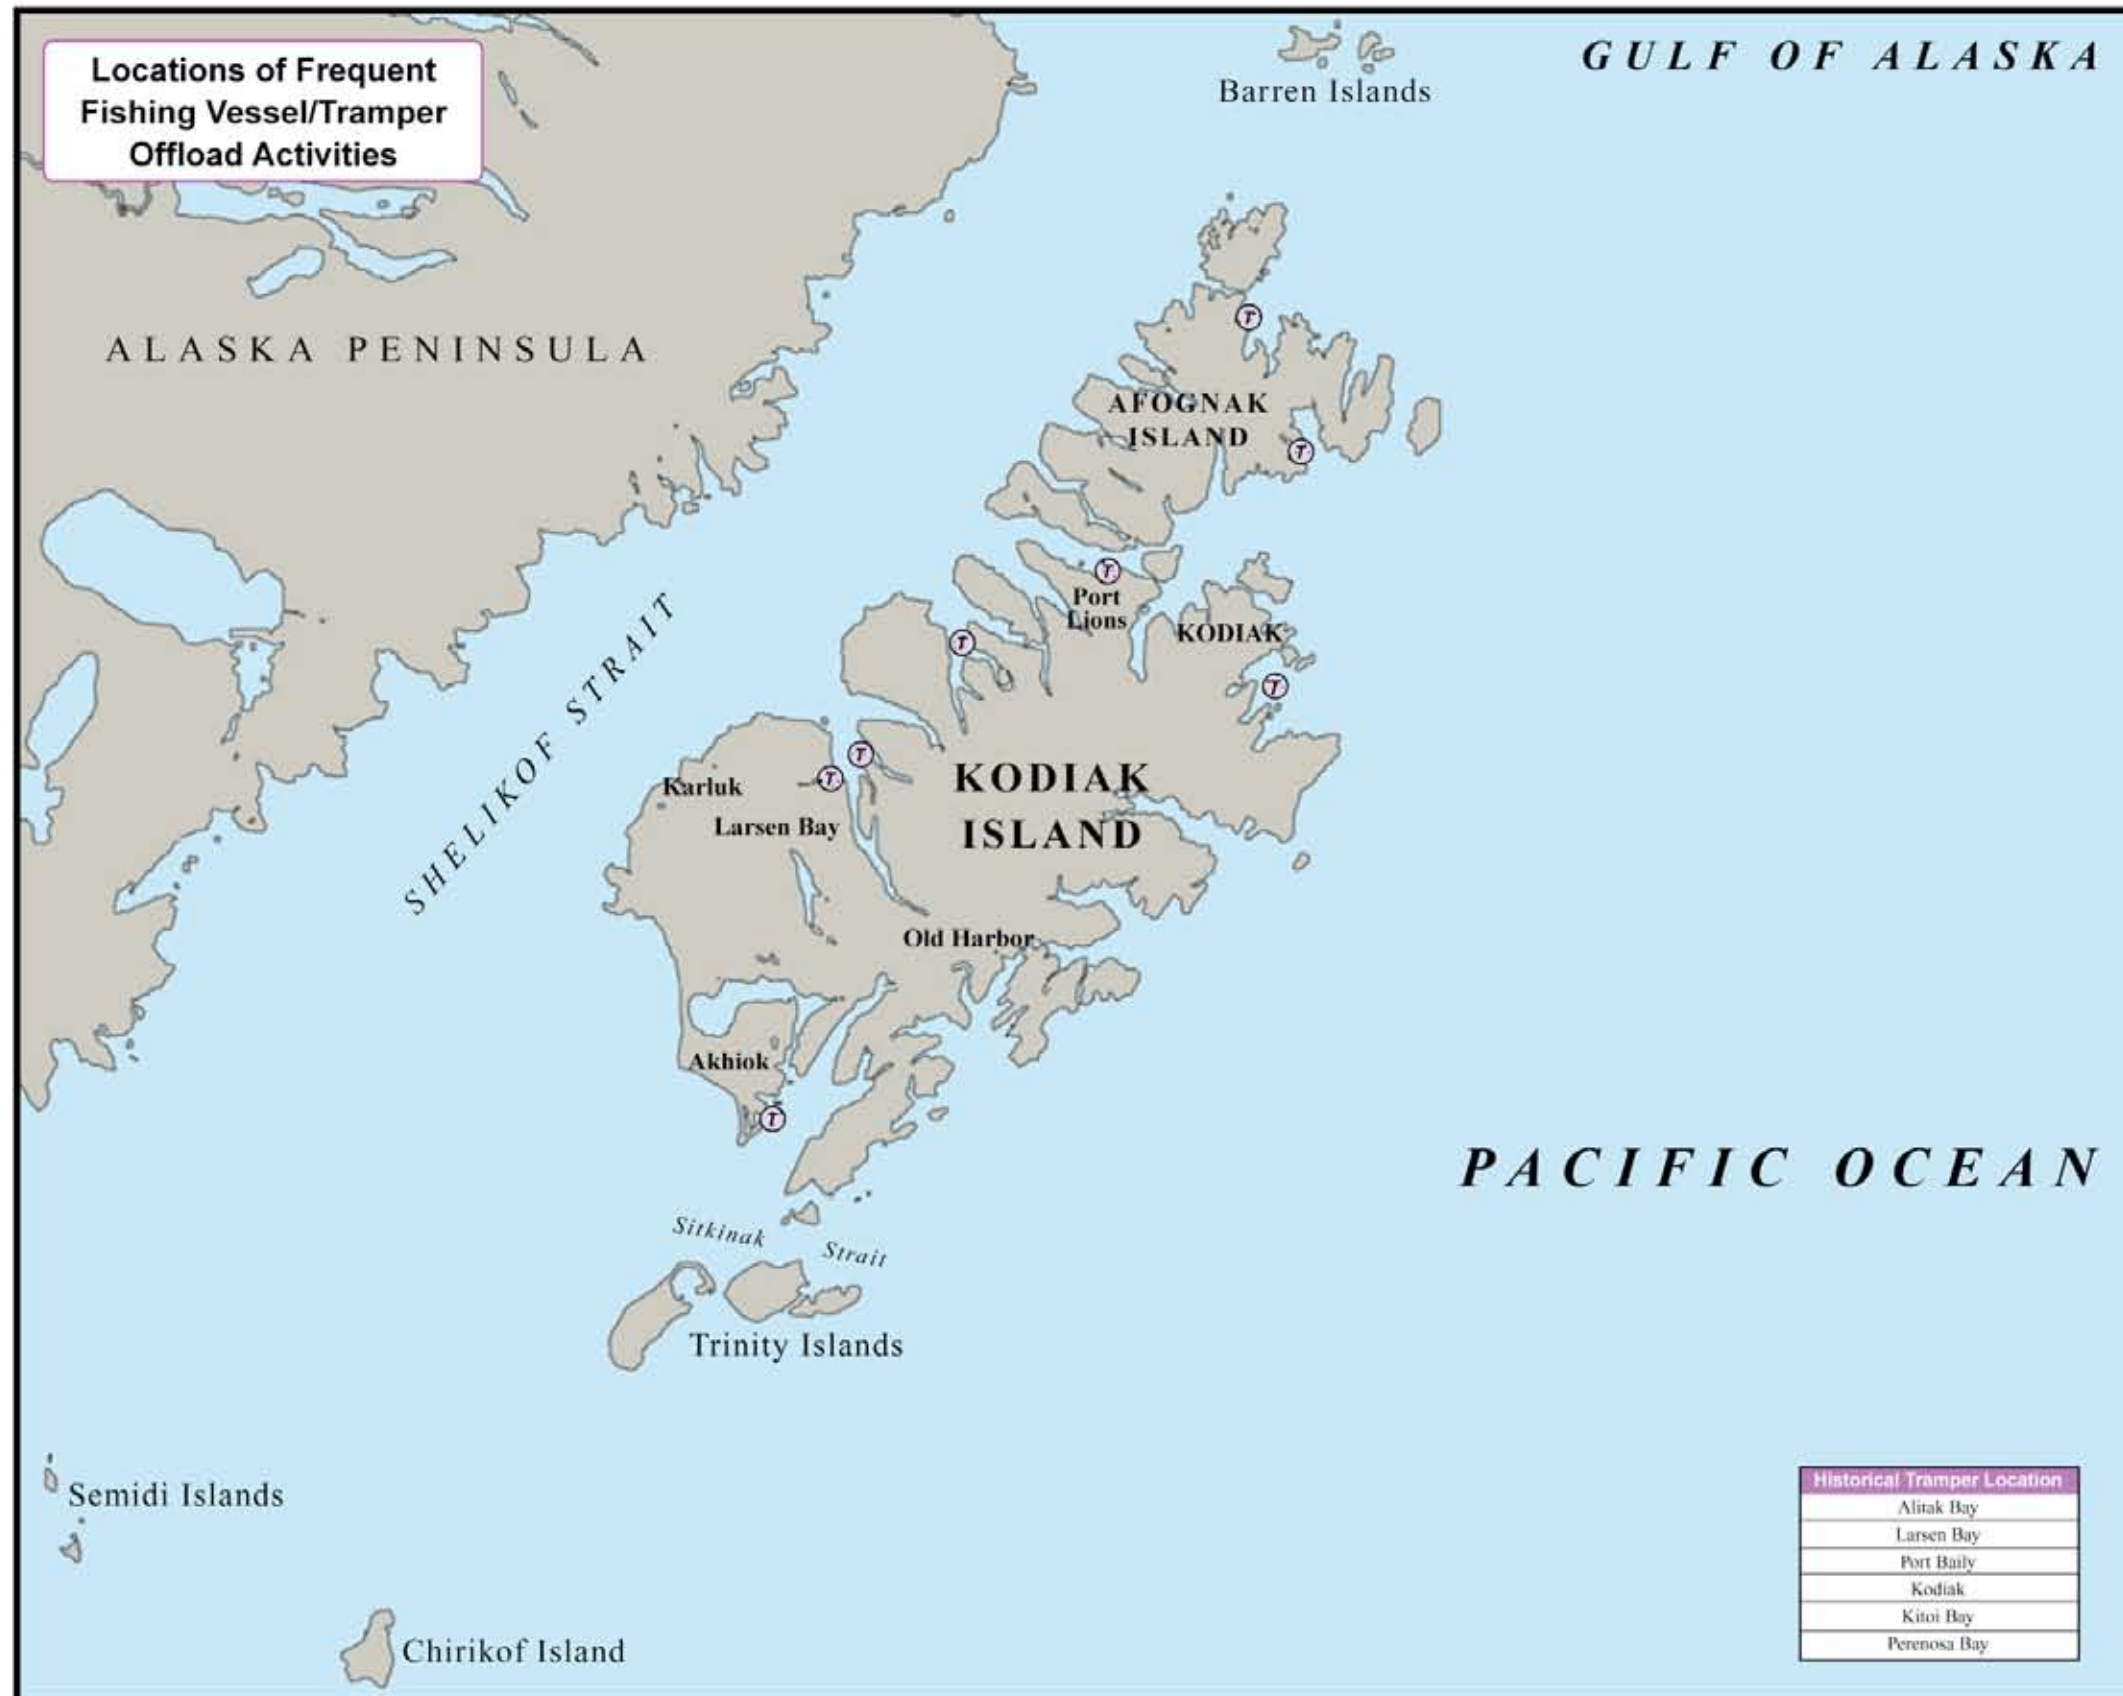 Locations of Frequent
Fishing Vessel/Tramper
Offload Activities
GULF OF ALASKA
Barren Islands
ALASKA PENINSULA
T
AFOGNAK
ISLAND
T
T
Port
Lions
KODIAK
T
T
SHELIKOF STRAIT
T
T
KODIAK
ISLAND
Karluk
Larsen Bay
Old Harbor
Akhiok
T
PACIFIC OCEAN
Sitkinak
Strait
Trinity Islands
Semidi Islands
Chirikof Island
Historical Tramper Location
Alitak Bay
Larsen Bay
Port Baily
Kodiak
Kitoi Bay
Perenosa Bay